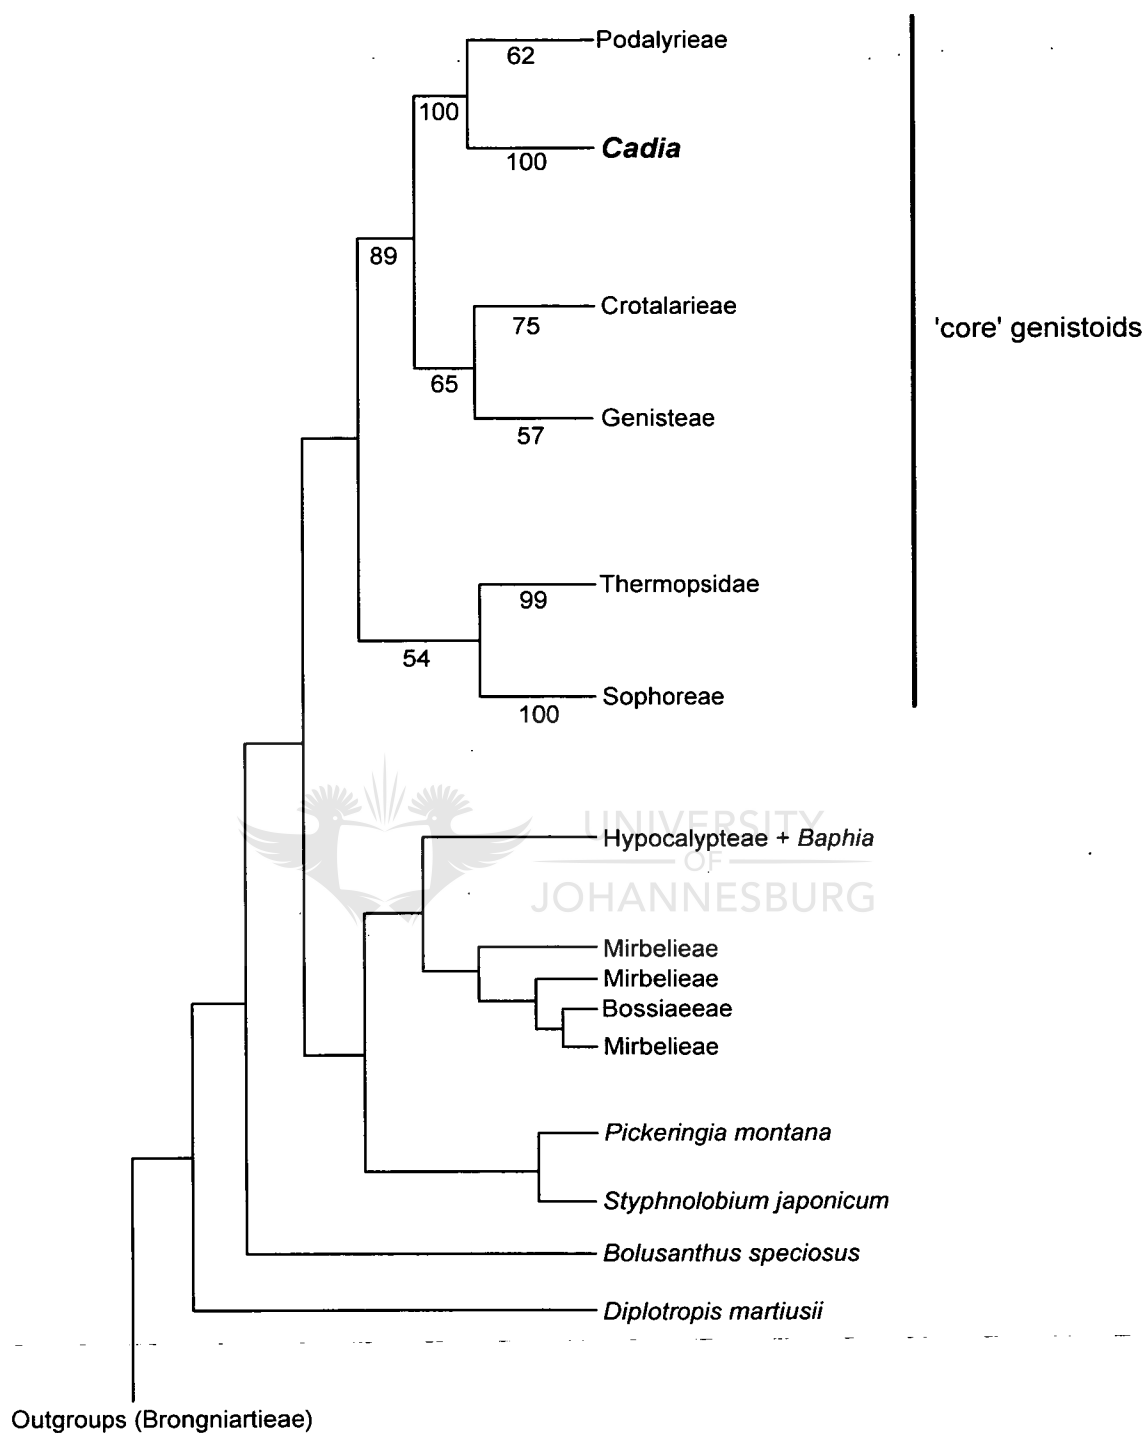 Podalyrieae
62
100
Cadia
100
89
Crotalarieae
75
'core' genistoids
65
Genisteae
57
Thermopsidae
99
54
Sophoreae
100
UNIVERSITY
Hypocalypteae + Baphia
OF
JOHANNESBURG
Mirbelieae
Mirbelieae
Bossiaeeae
Mirbelieae
Pickeringia montana
Styphnolobium japonicum
Bolusanthus speciosus
Diplotropis martiusii
Outgroups (Brongniartieae)